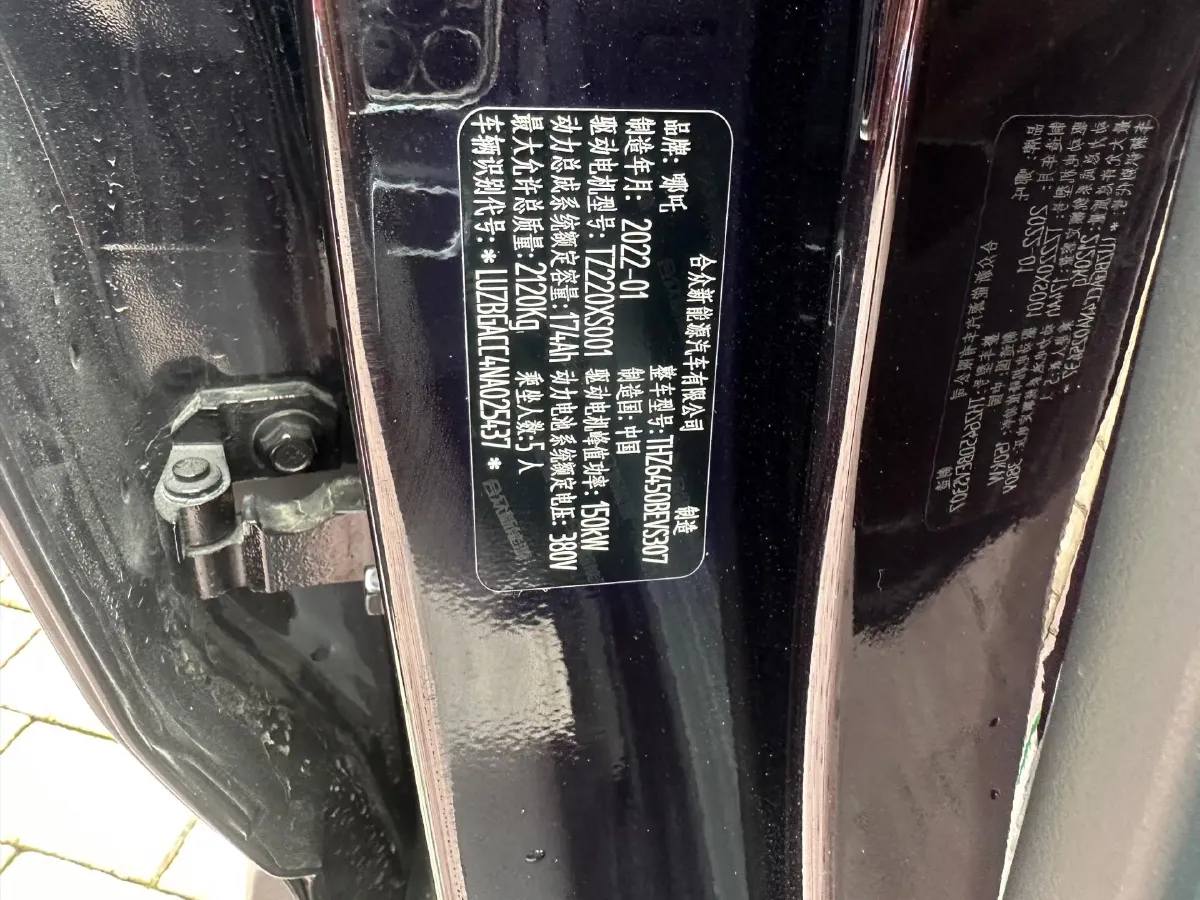 合众新能源汽车有限公司 制造
品牌: 哪吒 整车型号: THZ6450BEVS307
制造年月: 2022-01 制造国: 中国
驱动电机型号: TZ220XS001 驱动电机峰值功率: 150kW
动力总成系统额定容量: 174Ah 动力电池系统额定电压: 380V
最大允许总质量: 2120Kg 乘坐人数: 5 人
车辆识别代号: * LUZBGACC4NA025437 *